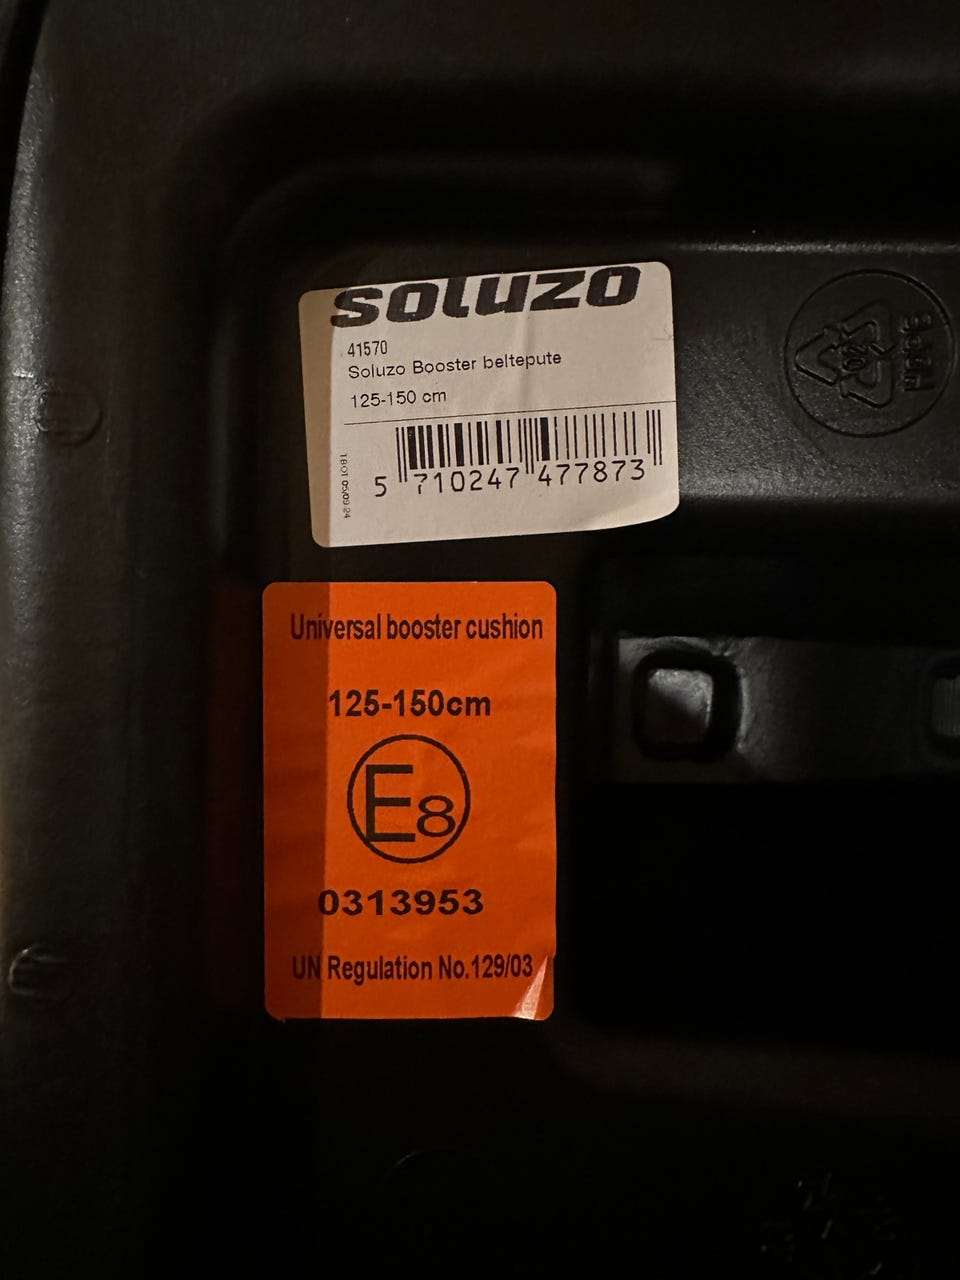 soluzo
41570
Soluzo Booster beltepute
125-150 cm
5 710247 477873
Universal booster cushion
125-150cm
E8
0313953
UN Regulation No.129/03